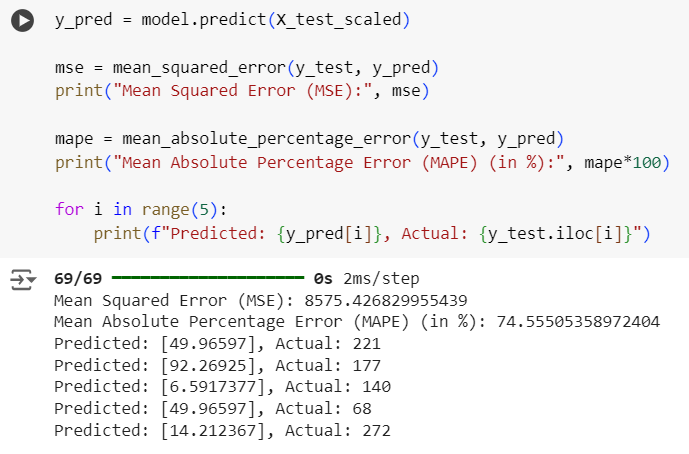 y_pred = model.predict(X_test_scaled)
mse = mean_squared_error(y_test, y_pred)
print("Mean Squared Error (MSE):", mse)
mape = mean_absolute_percentage_error(y_test, y_pred)
print("Mean Absolute Percentage Error (MAPE) (in %):", mape*100)
for i in range(5):
    print(f"Predicted: {y_pred[i]}, Actual: {y_test.iloc[i]}")
69/69 ━━━━━━━━━━━━━━━━━━━━ 0s 2ms/step
Mean Squared Error (MSE): 8575.426829955439
Mean Absolute Percentage Error (MAPE) (in %): 74.55505358972404
Predicted: [49.96597], Actual: 221
Predicted: [92.26925], Actual: 177
Predicted: [6.5917377], Actual: 140
Predicted: [49.96597], Actual: 68
Predicted: [14.212367], Actual: 272